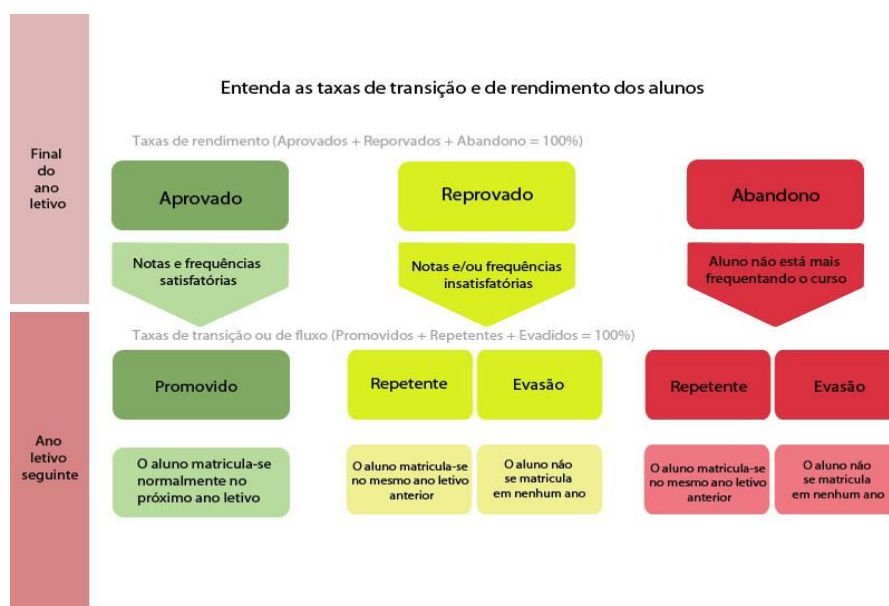 Entenda as taxas de transição e de rendimento dos alunos
Taxas de rendimento (Aprovados + Reporvados + Abandono = 100%)
Final
do
ano
letivo
Aprovado
Reprovado
Abandono
Notas e frequências
satisfatórias
Notas e/ou frequências
insatisfatórias
Aluno não está mais
frequentando o curso
Taxas de transição ou de fluxo (Promovidos + Repetentes + Evadidos = 100%)
Ano
letivo
seguinte
Promovido
Repetente
Evasão
Repetente
Evasão
O aluno matricula-se
normalmente no
próximo ano letivo
O aluno matricula-se
no mesmo ano letivo
anterior
O aluno não
se matricula
em nenhum ano
O aluno matricula-se
no mesmo ano letivo
anterior
O aluno não
se matricula
em nenhum ano